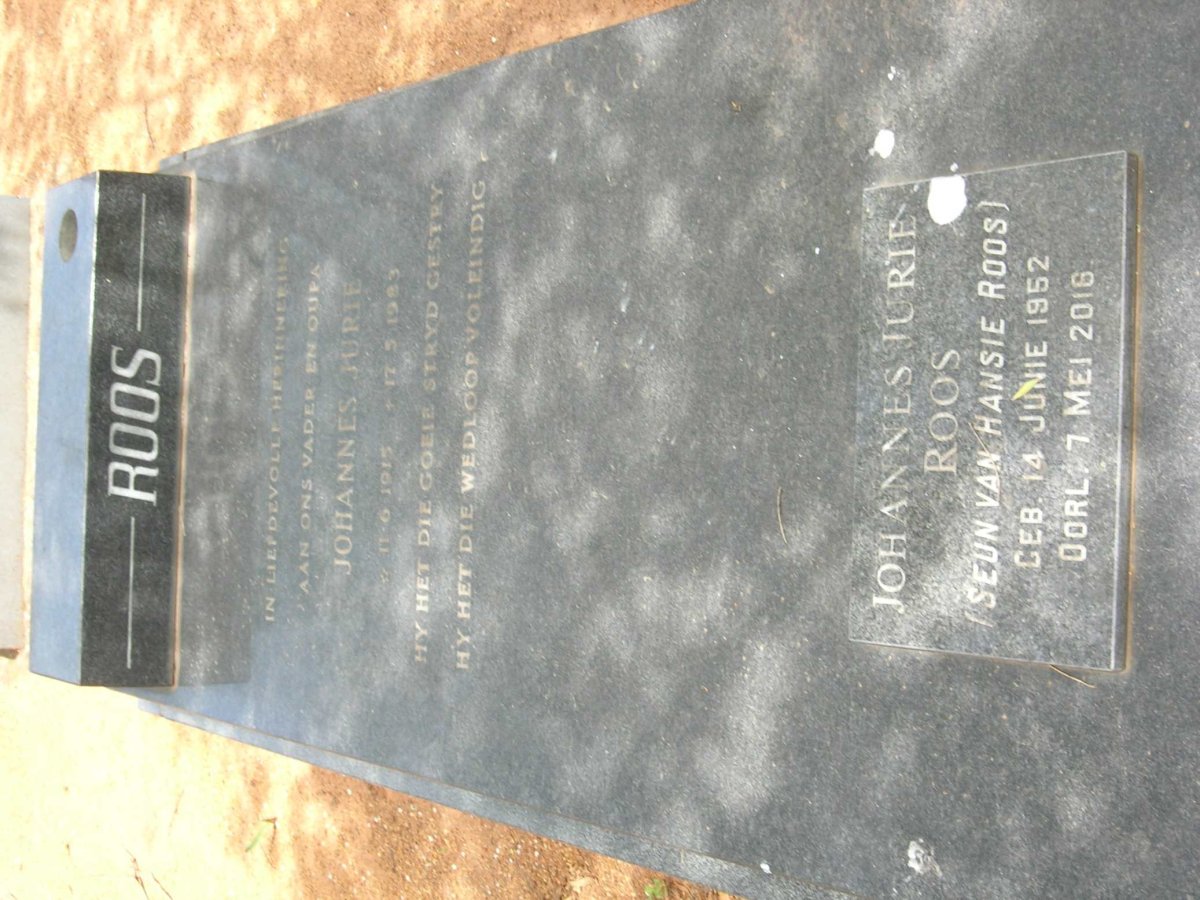 ROOS
IN LIEFDEVOLLE HERINNERING
AAN ONS VADER EN OUPA
JOHANNES JURIE
* 11.6.1915 17.5.1983
HY HET DIE GOEIE STRYD GESTRY
HY HET DIE WEDLOOP VOLEINDIG
JOHANNES JURIE
ROOS
(SEUN VAN HANSIE ROOS)
GEB. 14 JUNIE 1952
OORL. 7 MEI 2016